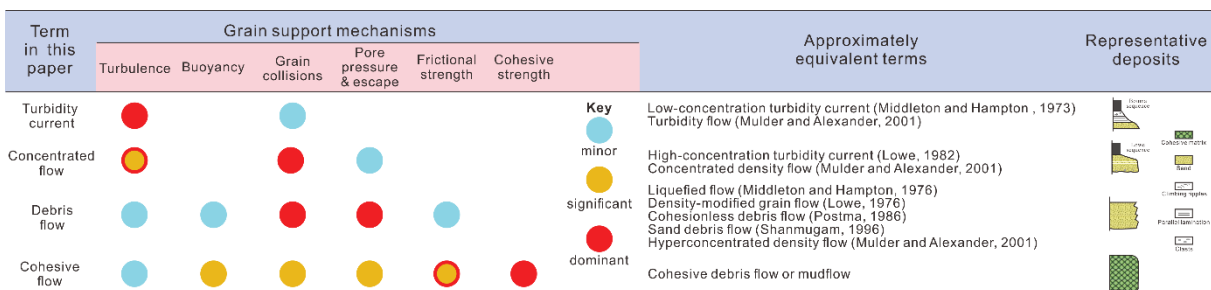 Term
in this
paper
Grain support mechanisms
Turbulence
Buoyancy
Grain
collisions
Pore
pressure
& escape
Frictional
strength
Cohesive
strength
Approximately
equivalent terms
Representative
deposits
Turbidity
current
Concentrated
flow
Debris
flow
Cohesive
flow
Key
minor
significant
dominant
Low-concentration turbidity current (Middleton and Hampton , 1973)
Turbidity flow (Mulder and Alexander, 2001)
High-concentration turbidity current (Lowe, 1982)
Concentrated density flow (Mulder and Alexander, 2001)
Liquefied flow (Middleton and Hampton, 1976)
Density-modified grain flow (Lowe, 1976)
Cohesionless debris flow (Postma, 1986)
Sand debris flow (Shanmugam, 1996)
Hyperconcentrated density flow (Mulder and Alexander, 2001)
Cohesive debris flow or mudflow
Bouma
sequence
Lowe
sequence
Cohesive matrix
Sand
Climbing ripples
Parallel lamination
Clasts